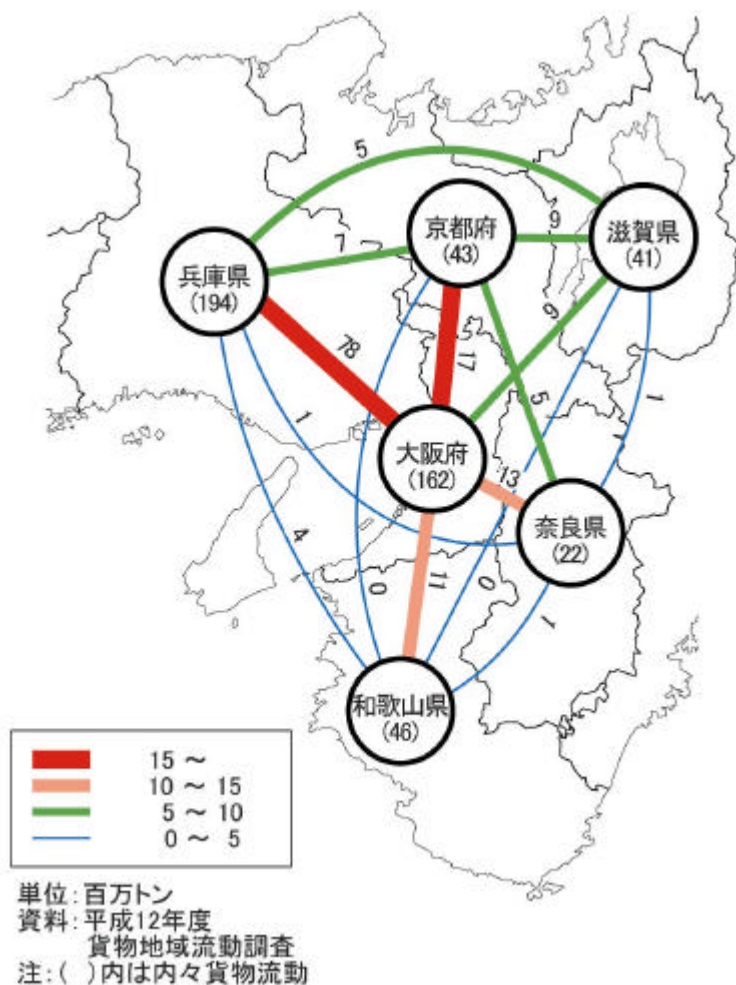 5
京都府
(43)
9
滋賀県
(41)
7
兵庫県
(194)
78
17
6
1
5
1
大阪府
(162)
13
奈良県
(22)
4
0
11
0
1
和歌山県
(46)
15 ～
10 ～ 15
5 ～ 10
0 ～ 5
単位：百万トン
資料：平成12年度
貨物地域流動調査
注：( )内は内々貨物流動